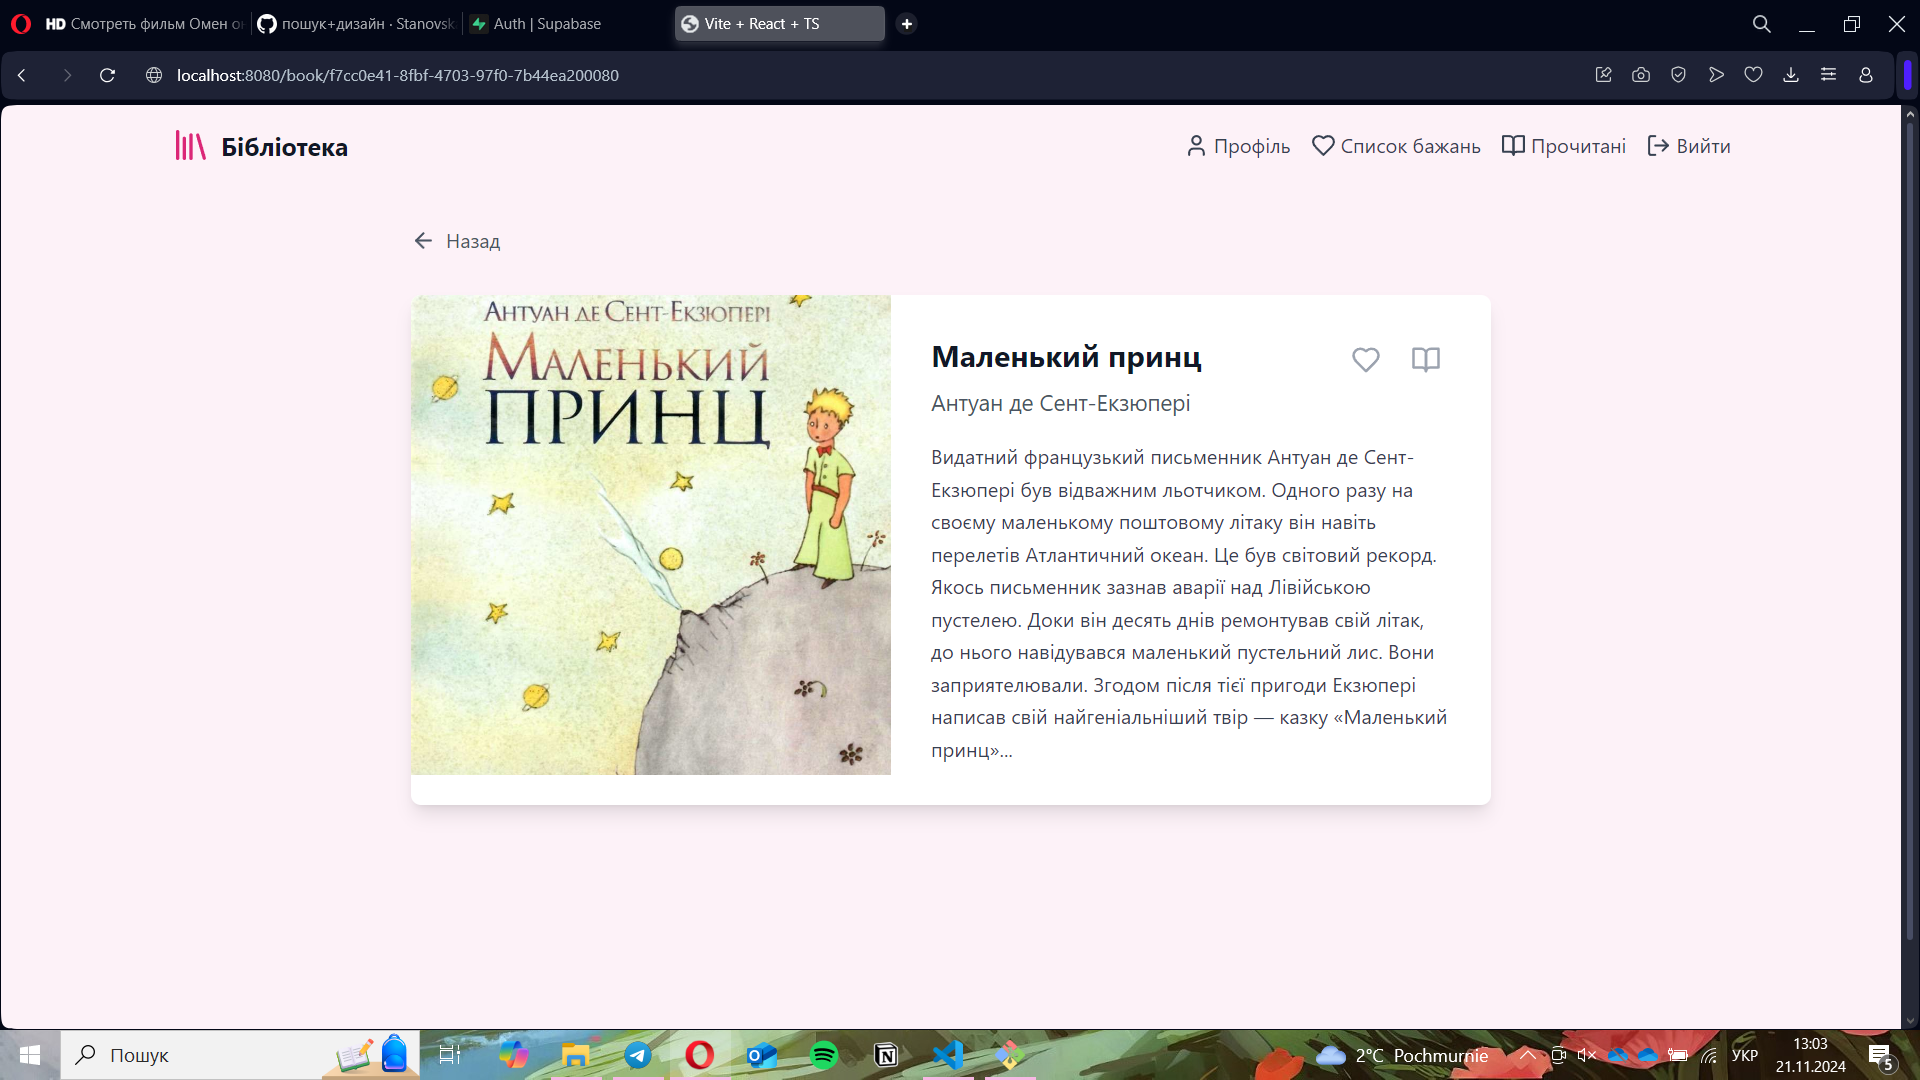 HD Смотреть фильм Омен он
пошук+дизайн · Stanovsk
Auth | Supabase
Vite + React + TS
localhost:8080/book/f7cc0e41-8fbf-4703-97f0-7b44ea200080
Бібліотека
Профіль
Список бажань
Прочитані
Вийти
Назад
Антуан де Сент-Екзюпері
Маленький
ПРИНЦ
Маленький принц
Антуан де Сент-Екзюпері
Видатний французький письменник Антуан де Сент-
Екзюпері був відважним льотчиком. Одного разу на
своєму маленькому поштовому літаку він навіть
перелетів Атлантичний океан. Це був світовий рекорд.
Якось письменник зазнав аварії над Лівійською
пустелею. Доки він десять днів ремонтував свій літак,
до нього навідувався маленький пустельний лис. Вони
заприятелювали. Згодом після тієї пригоди Екзюпері
написав свій найгеніальніший твір — казку «Маленький
принц»...
Пошук
2°C Pochmurnie
УКР
13:03
21.11.2024
5